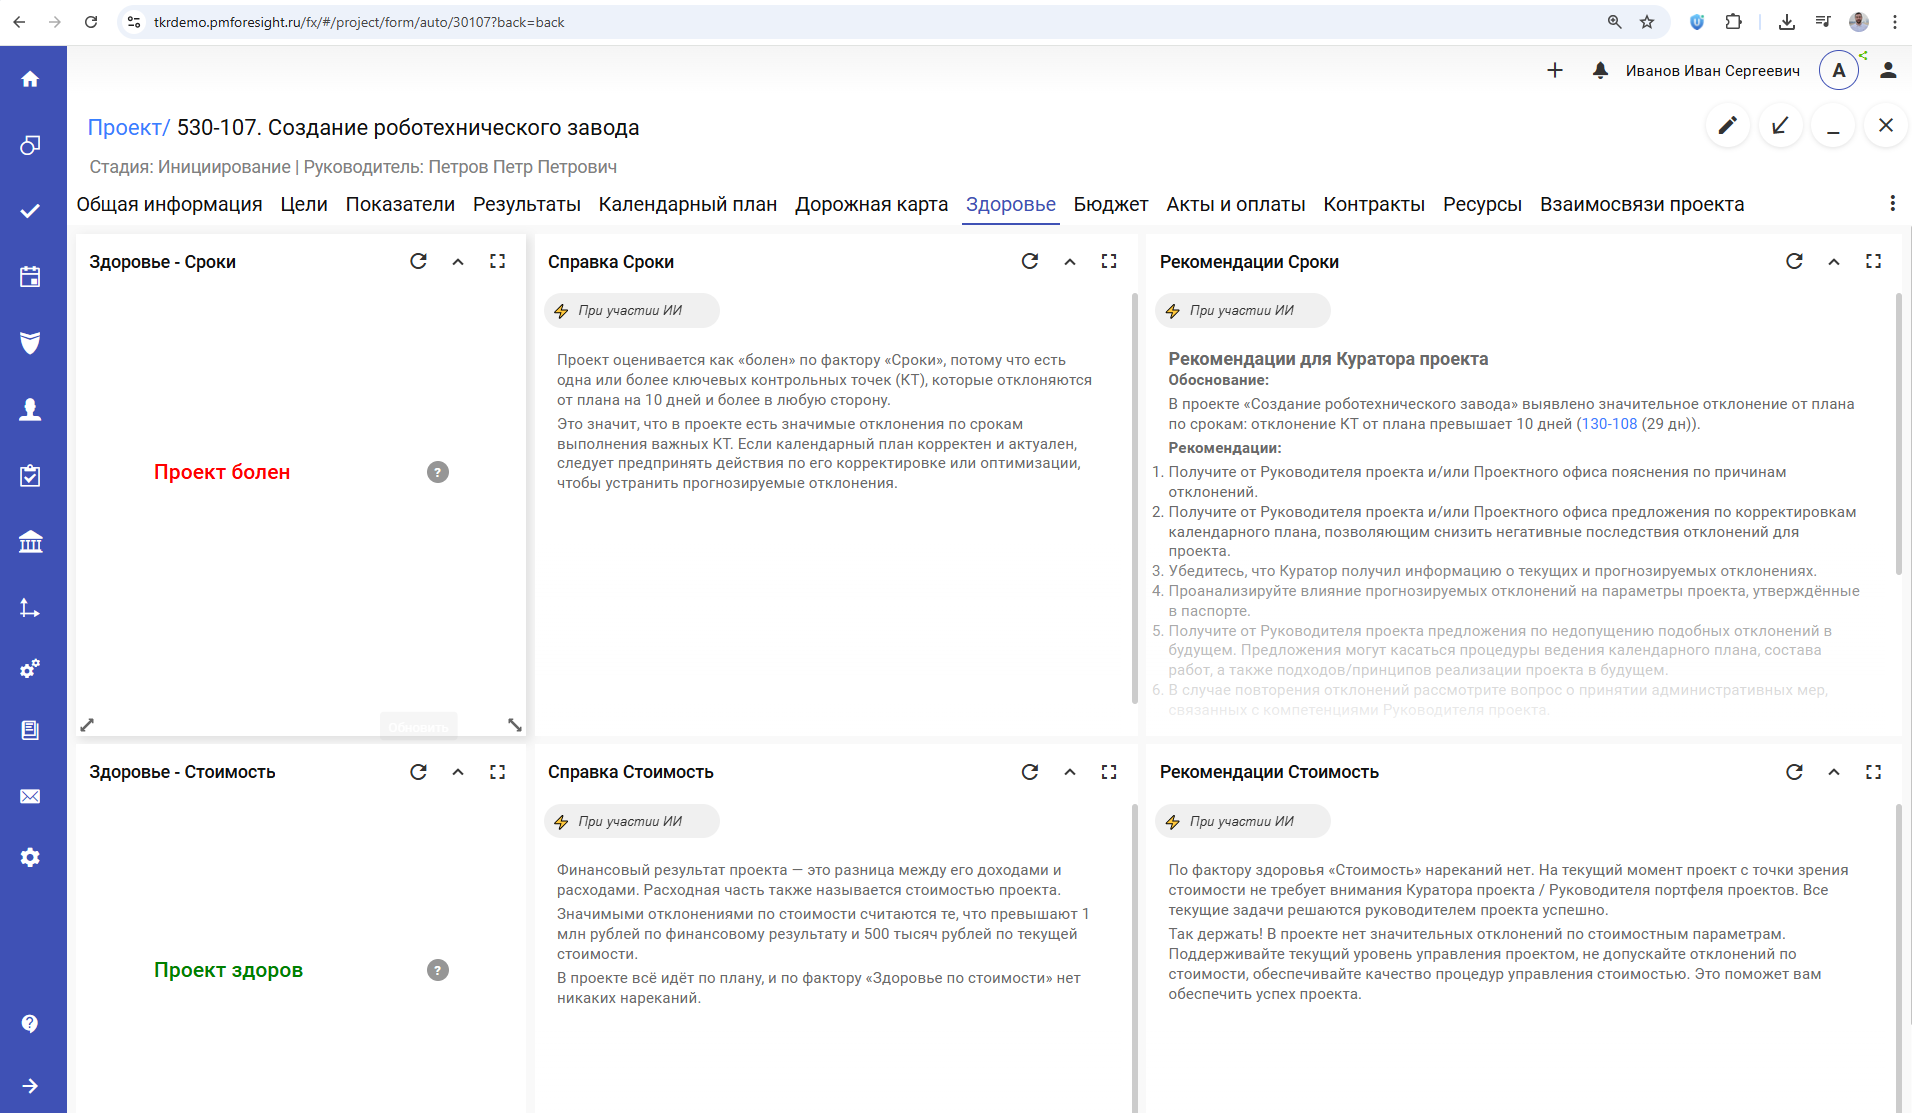 tkrdemo.pmforesight.ru/fx/#/project/form/auto/30107?back=back
Иванов Иван Сергеевич
A
Проект/ 530-107. Создание роботехнического завода
Стадия: Инициирование | Руководитель: Петров Петр Петрович
Общая информация Цели Показатели Результаты Календарный план Дорожная карта Здоровье Бюджет Акты и оплаты Контракты Ресурсы Взаимосвязи проекта
Здоровье - Сроки
Проект болен
?
Обновить
Справка Сроки
При участии ИИ
Проект оценивается как «болен» по фактору «Сроки», потому что есть
одна или более ключевых контрольных точек (КТ), которые отклоняются
от плана на 10 дней и более в любую сторону.
Это значит, что в проекте есть значимые отклонения по срокам
выполнения важных КТ. Если календарный план корректен и актуален,
следует предпринять действия по его корректировке или оптимизации,
чтобы устранить прогнозируемые отклонения.
Рекомендации Сроки
При участии ИИ
Рекомендации для Куратора проекта
Обоснование:
В проекте «Создание роботехнического завода» выявлено значительное отклонение от плана
по срокам: отклонение КТ от плана превышает 10 дней (130-108 (29 дн)).
Рекомендации:
1. Получите от Руководителя проекта и/или Проектного офиса пояснения по причинам
отклонений.
2. Получите от Руководителя проекта и/или Проектного офиса предложения по корректировкам
календарного плана, позволяющим снизить негативные последствия отклонений для
проекта.
3. Убедитесь, что Куратор получил информацию о текущих и прогнозируемых отклонениях.
4. Проанализируйте влияние прогнозируемых отклонений на параметры проекта, утверждённые
в паспорте.
5. Получите от Руководителя проекта предложения по недопущению подобных отклонений в
будущем. Предложения могут касаться процедуры ведения календарного плана, состава
работ, а также подходов/принципов реализации проекта в будущем.
6. В случае повторения отклонений рассмотрите вопрос о принятии административных мер,
связанных с компетенциями Руководителя проекта.
Здоровье - Стоимость
Проект здоров
?
Справка Стоимость
При участии ИИ
Финансовый результат проекта — это разница между его доходами и
расходами. Расходная часть также называется стоимостью проекта.
Значимыми отклонениями по стоимости считаются те, что превышают 1
млн рублей по финансовому результату и 500 тысяч рублей по текущей
стоимости.
В проекте всё идёт по плану, и по фактору «Здоровье по стоимости» нет
никаких нареканий.
Рекомендации Стоимость
При участии ИИ
По фактору здоровья «Стоимость» нареканий нет. На текущий момент проект с точки зрения
стоимости не требует внимания Куратора проекта / Руководителя портфеля проектов. Все
текущие задачи решаются руководителем проекта успешно.
Так держать! В проекте нет значительных отклонений по стоимостным параметрам.
Поддерживайте текущий уровень управления проектом, не допускайте отклонений по
стоимости, обеспечивайте качество процедур управления стоимостью. Это поможет вам
обеспечить успех проекта.